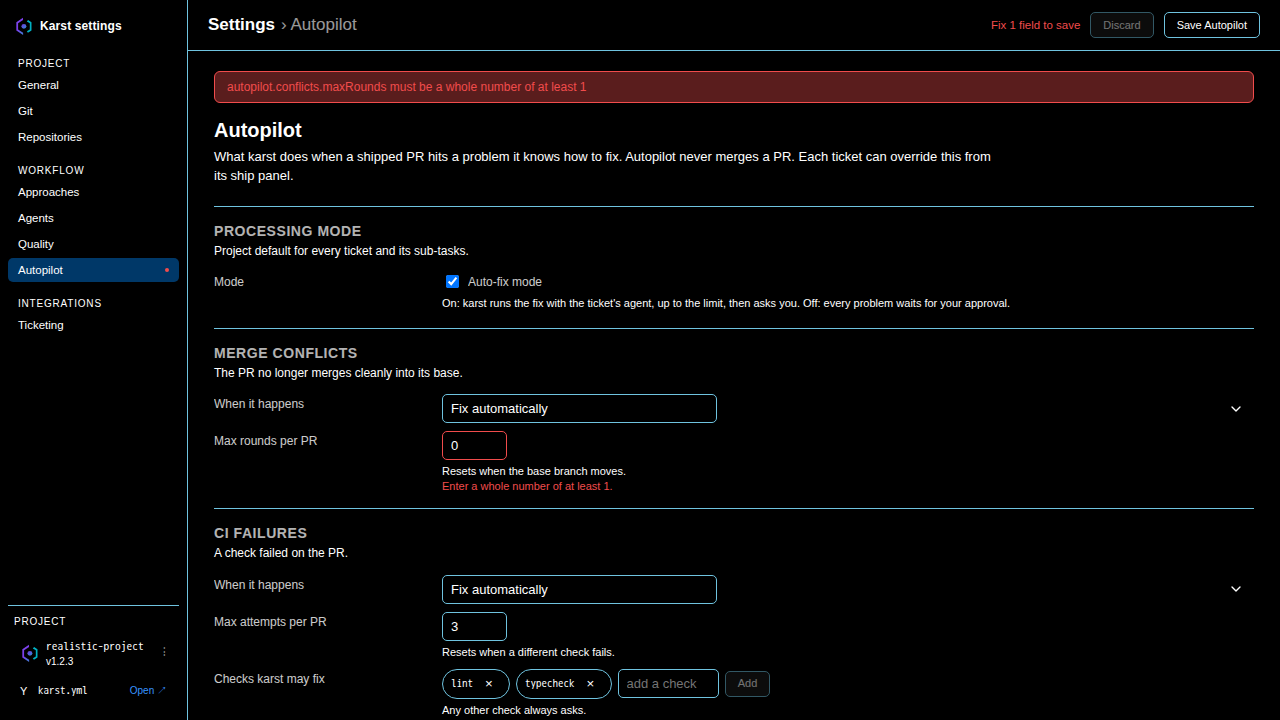 Karst settings
PROJECT
General
Git
Repositories
WORKFLOW
Approaches
Agents
Quality
Autopilot
INTEGRATIONS
Ticketing
PROJECT
realistic-project
v1.2.3
Y karst.yml Open ↗
Settings › Autopilot
Fix 1 field to save
Discard
Save Autopilot
autopilot.conflicts.maxRounds must be a whole number of at least 1
Autopilot
What karst does when a shipped PR hits a problem it knows how to fix. Autopilot never merges a PR. Each ticket can override this from
its ship panel.
PROCESSING MODE
Project default for every ticket and its sub-tasks.
Mode
Auto-fix mode
On: karst runs the fix with the ticket's agent, up to the limit, then asks you. Off: every problem waits for your approval.
MERGE CONFLICTS
The PR no longer merges cleanly into its base.
When it happens
Fix automatically
Max rounds per PR
0
Resets when the base branch moves.
Enter a whole number of at least 1.
CI FAILURES
A check failed on the PR.
When it happens
Fix automatically
Max attempts per PR
3
Resets when a different check fails.
Checks karst may fix
lint ×
typecheck ×
add a check
Add
Any other check always asks.